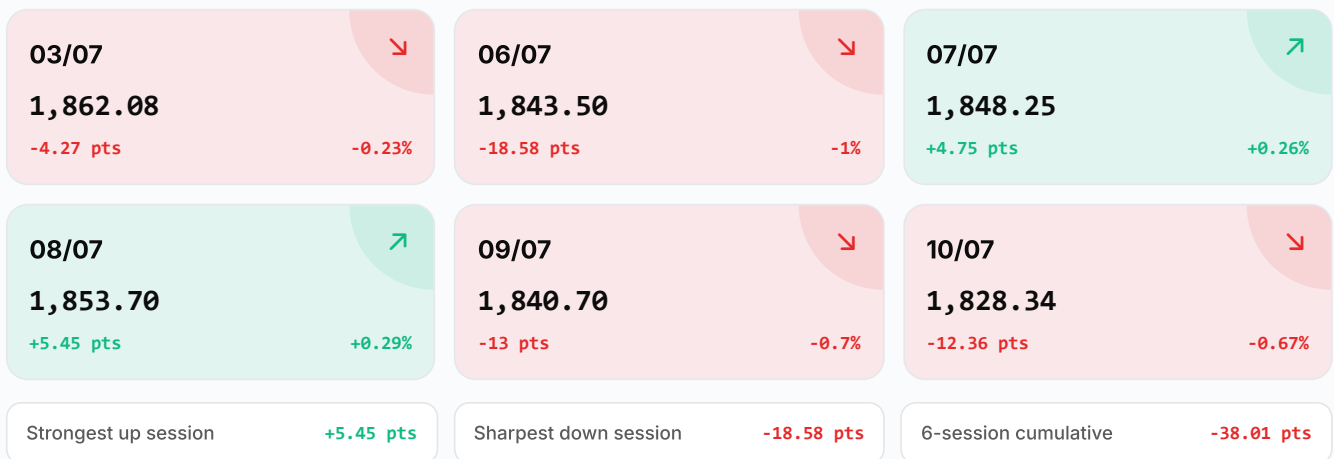 03/07
1,862.08
-4.27 pts -0.23%
06/07
1,843.50
-18.58 pts -1%
07/07
1,848.25
+4.75 pts +0.26%
08/07
1,853.70
+5.45 pts +0.29%
09/07
1,840.70
-13 pts -0.7%
10/07
1,828.34
-12.36 pts -0.67%
Strongest up session +5.45 pts
Sharpest down session -18.58 pts
6-session cumulative -38.01 pts